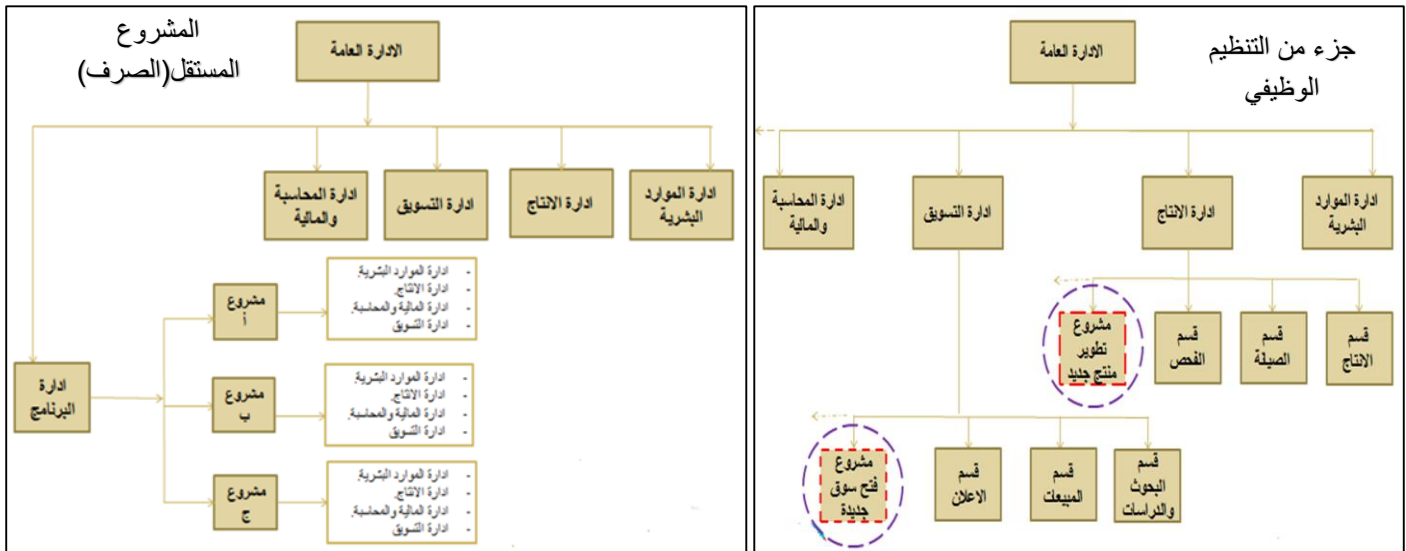 جزء من التنظيم
الوظيفي
الادارة العامة
ادارة الموارد
البشرية
ادارة الانتاج
ادارة التسويق
ادارة المحاسبة
والمالية
قسم
الانتاج
قسم
الصيانة
قسم
الفحص
مشروع
تطوير
منتج جديد
قسم
البحوث
والدراسات
قسم
المبيعات
قسم
الاعلان
مشروع
فتح سوق
جديدة
المشروع
المستقل(الصرف)
الادارة العامة
ادارة الموارد
البشرية
ادارة الانتاج
ادارة التسويق
ادارة المحاسبة
والمالية
ادارة
البرنامج
مشروع
أ
- ادارة الموارد البشرية.
- ادارة الانتاج.
- ادارة المالية والمحاسبة.
- ادارة التسويق
مشروع
ب
- ادارة الموارد البشرية.
- ادارة الانتاج.
- ادارة المالية والمحاسبة.
- ادارة التسويق
مشروع
ج
- ادارة الموارد البشرية.
- ادارة الانتاج.
- ادارة المالية والمحاسبة.
- ادارة التسويق